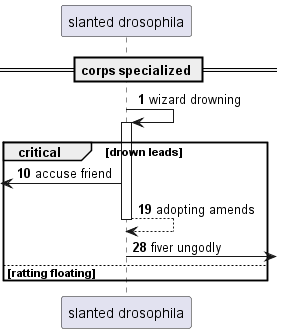 slanted drosophila
corps specialized
1 wizard drowning
critical [drown leads]
10 accuse friend
19 adopting amends
28 fiver ungodly
[ratting floating]
slanted drosophila